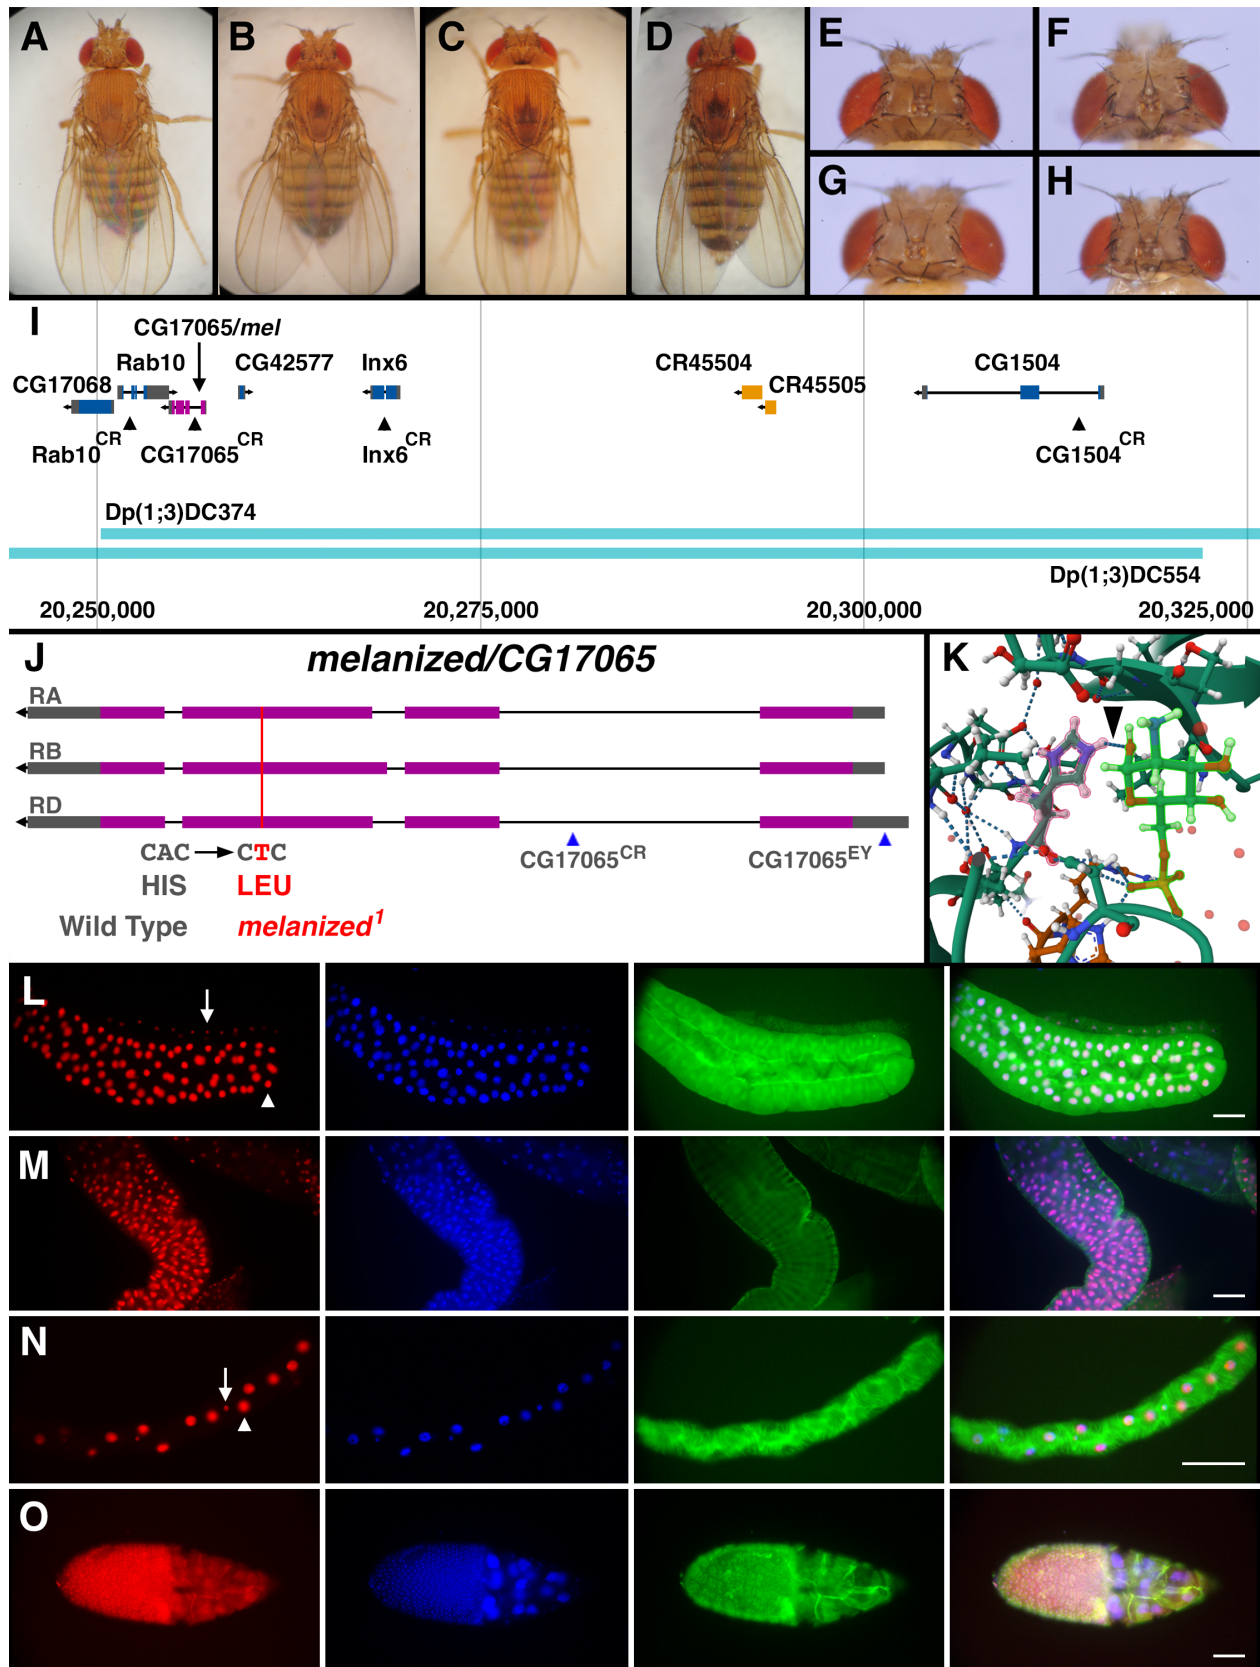 A
B
C
D
E
F
G
H
I
CG17065/mel
Rab10
CG42577
Inx6
CG17068
CR45504
CG1504
CR45505
Rab10CR
CG17065CR
Inx6CR
CG1504CR
Dp(1;3)DC374
Dp(1;3)DC554
20,250,000
20,275,000
20,300,000
20,325,000
J
melanized/CG17065
K
RA
RB
RD
CAC
CTC
CG17065CR
CG17065EY
HIS
LEU
Wild Type
melanized1
L
M
N
O